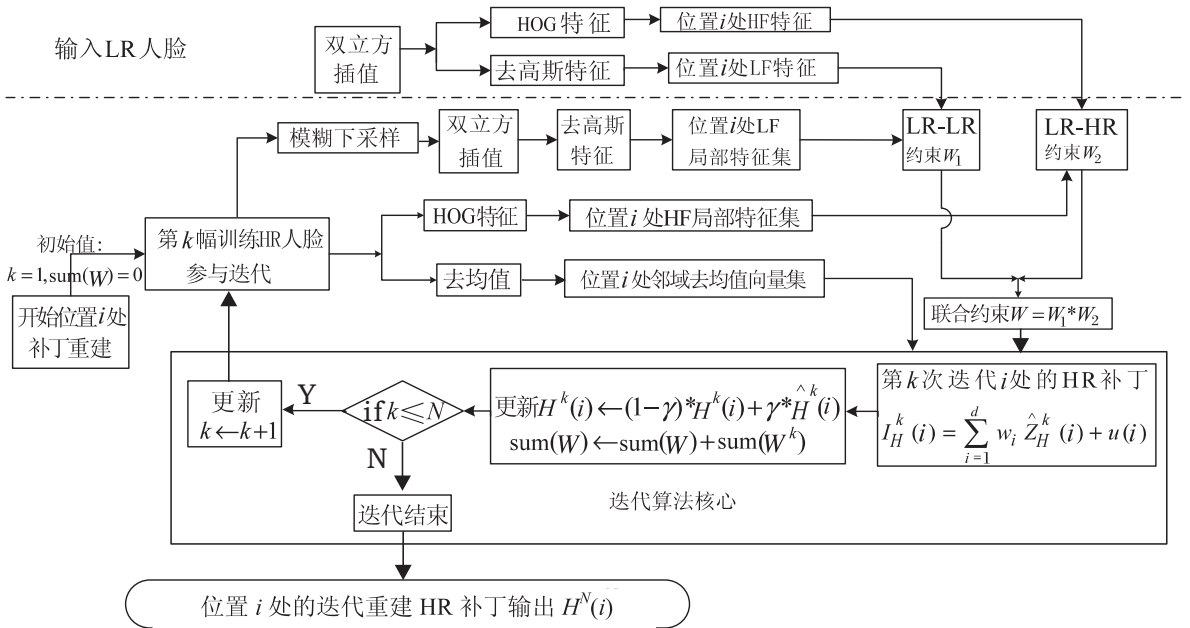 输入LR人脸
双立方
插值
HOG特征
位置i处HF特征
去高斯特征
位置i处LF特征
模糊下采样
双立方
插值
去高斯
特征
位置i处LF
局部特征集
LR-LR
约束W₁
LR-HR
约束W₂
初始值:
k=1,sum(W)=0
开始位置i处
补丁重建
第k幅训练HR人脸
参与迭代
HOG特征
位置i处HF局部特征集
去均值
位置i处邻域去均值向量集
联合约束W=W₁*W₂
更新
k←k+1
Y
if k≤N
N
更新H^k(i)←(1-γ)*H^k(i)+γ*Ĥ^k(i)
sum(W)←sum(W)+sum(W^k)
第k次迭代i处的HR补丁
I_H^k(i)=∑_{i=1}^{d} w_i Ẑ_H^k(i)+u(i)
迭代结束
迭代算法核心
位置i处的迭代重建HR补丁输出H^N(i)